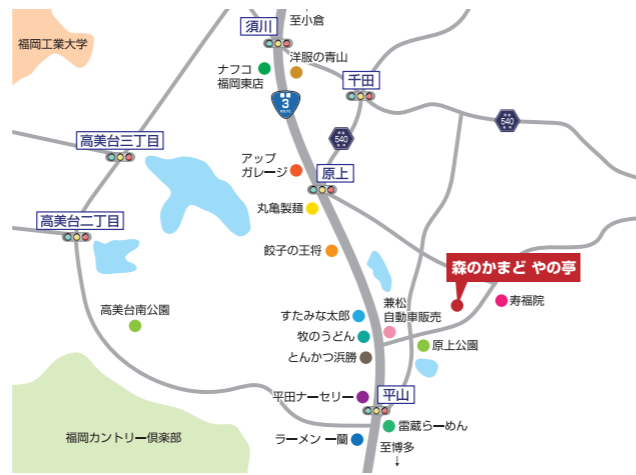 至小倉
須川
福岡工業大学
洋服の青山
ナフコ
福岡東店
千田
3
ROUTE
540
540
高美台三丁目
アップ
ガレージ
原上
丸亀製麺
高美台二丁目
餃子の王将
森のかまど やの亭
兼松
自動車販売
寿福院
高美台南公園
すたみな太郎
牧のうどん
原上公園
とんかつ浜勝
平田ナーセリー
平山
雷蔵らーめん
福岡カントリー倶楽部
ラーメン 一蘭
至博多
↓